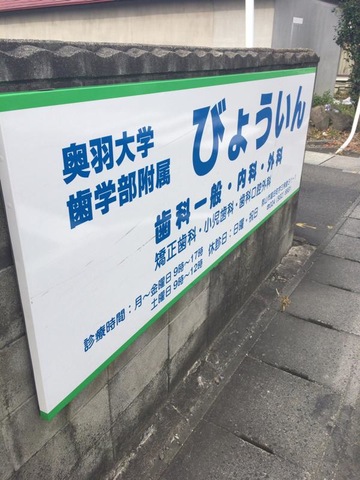 奥羽大学
歯学部附属
びょういん
歯科一般・内科・外科
矯正歯科・小児歯科・歯科口腔外科
診療時間：月～金曜日9時～17時 休診日：日曜・祝日
土曜日9時～12時